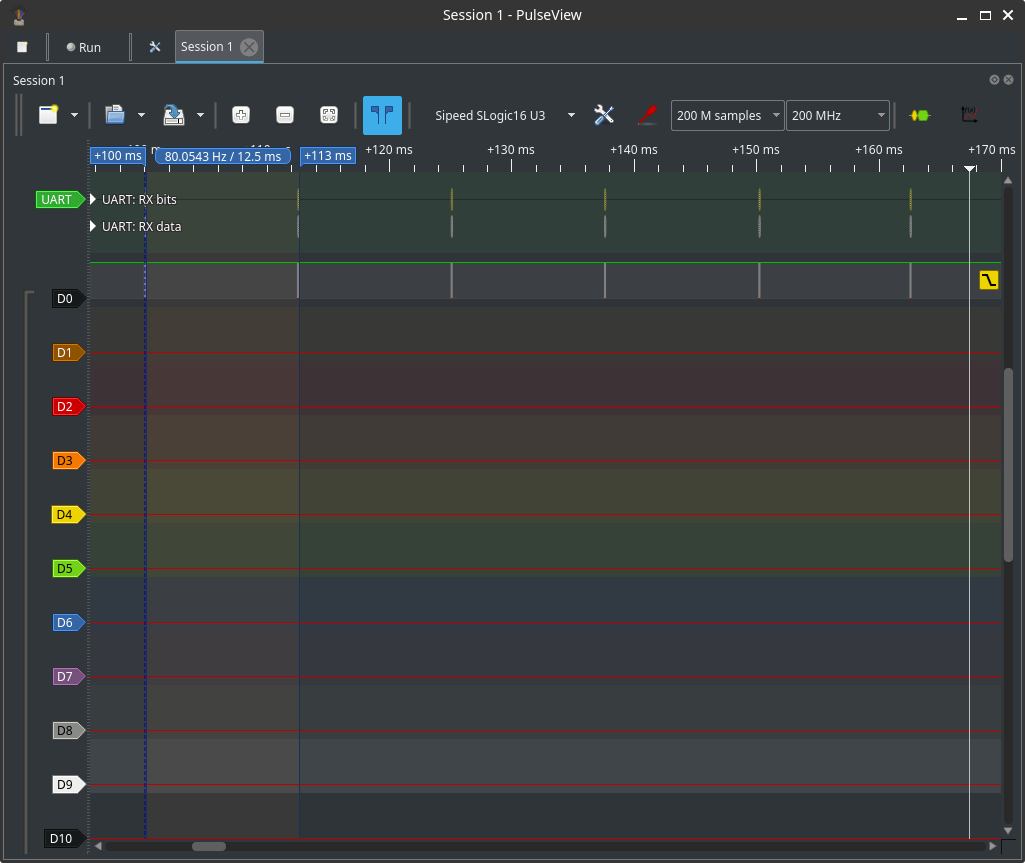 Session 1 - PulseView
Run
Session 1
Session 1
Sipeed SLogic16 U3
200 M samples
200 MHz
+100 ms
80.0543 Hz / 12.5 ms
+113 ms
+120 ms
+130 ms
+140 ms
+150 ms
+160 ms
+170 ms
UART
UART: RX bits
UART: RX data
D0
D1
D2
D3
D4
D5
D6
D7
D8
D9
D10